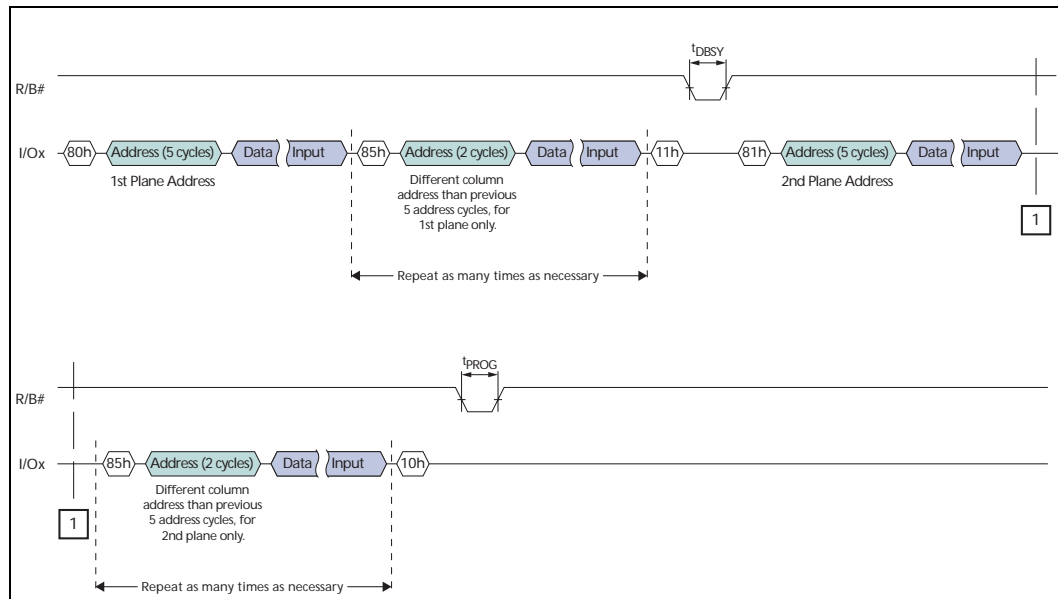 tDBSY
R/B#
I/Ox
80h Address (5 cycles) Data Input 85h Address (2 cycles) Data Input 11h 81h Address (5 cycles) Data Input
1st Plane Address
Different column
address than previous
5 address cycles, for
1st plane only.
2nd Plane Address
1
Repeat as many times as necessary
tPROG
R/B#
I/Ox
85h Address (2 cycles) Data Input 10h
Different column
address than previous
5 address cycles, for
2nd plane only.
1
Repeat as many times as necessary